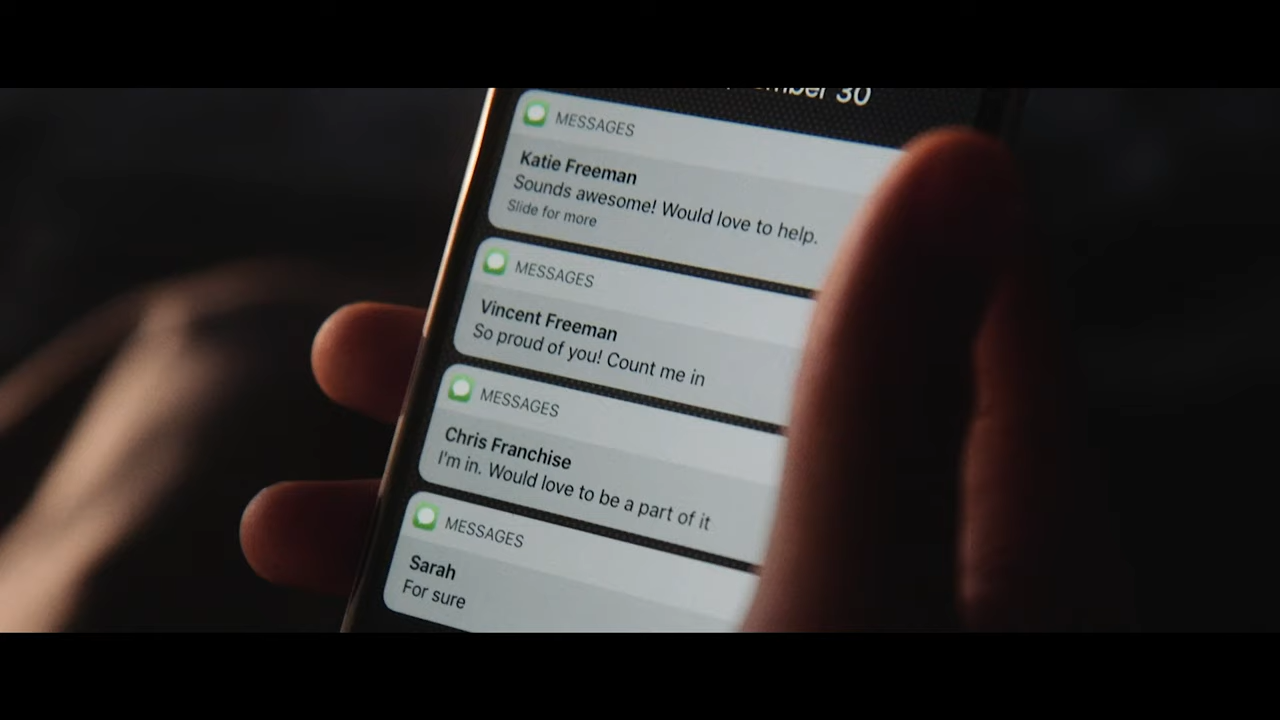 30
MESSAGES
Katie Freeman
Sounds awesome! Would love to help.
Slide for more
MESSAGES
Vincent Freeman
So proud of you! Count me in
MESSAGES
Chris Franchise
I'm in. Would love to be a part of it
MESSAGES
Sarah
For sure